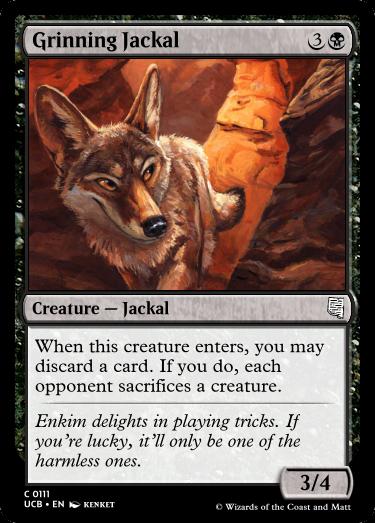 Grinning Jackal 3
Creature — Jackal
When this creature enters, you may
discard a card. If you do, each
opponent sacrifices a creature.
Enkim delights in playing tricks. If
you're lucky, it'll only be one of the
harmless ones.
3/4
C 0111
UCB • EN KENKET
© Wizards of the Coast and Matt